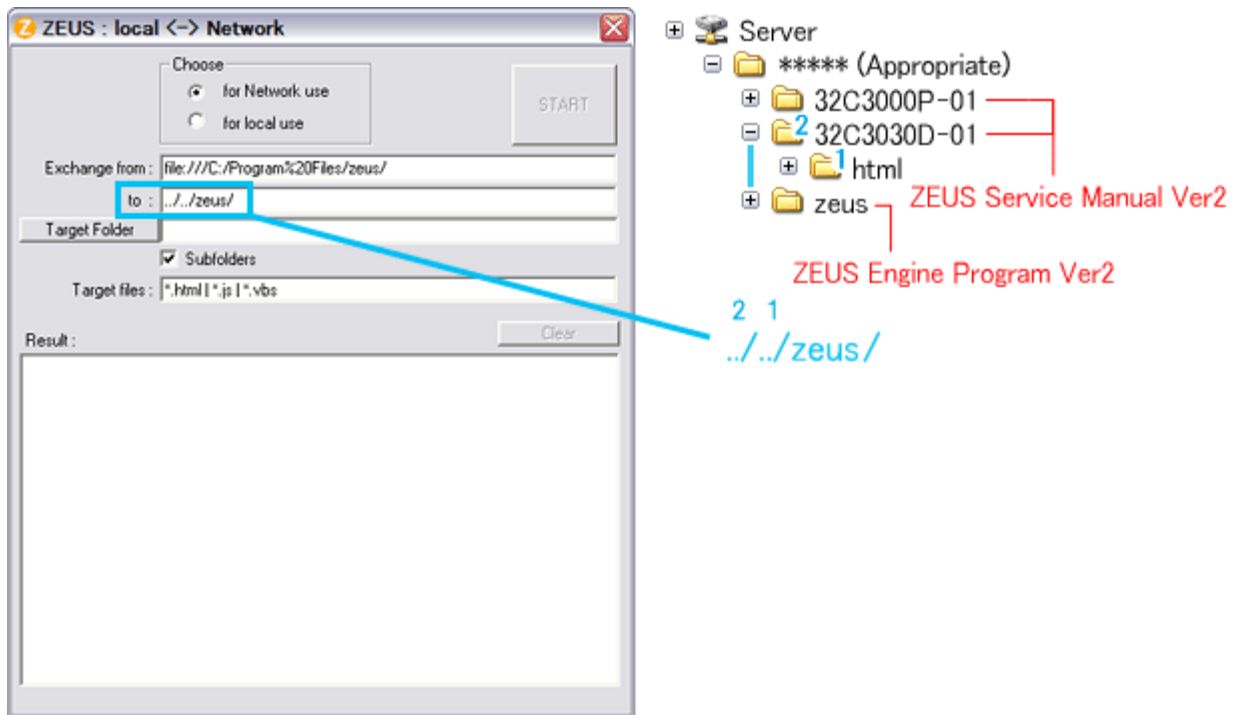 ZEUS : local <-> Network
Choose
for Network use
for local use
START
Exchange from : file:///C:/Program%20Files/zeus/
to : ../../zeus/
Target Folder
Subfolders
Target files : *.html | *.js | *.vbs
Result :
Clear
Server
***** (Appropriate)
32C3000P-01
2 32C3030D-01
1 html
zeus
ZEUS Service Manual Ver2
ZEUS Engine Program Ver2
2 1
../../zeus/